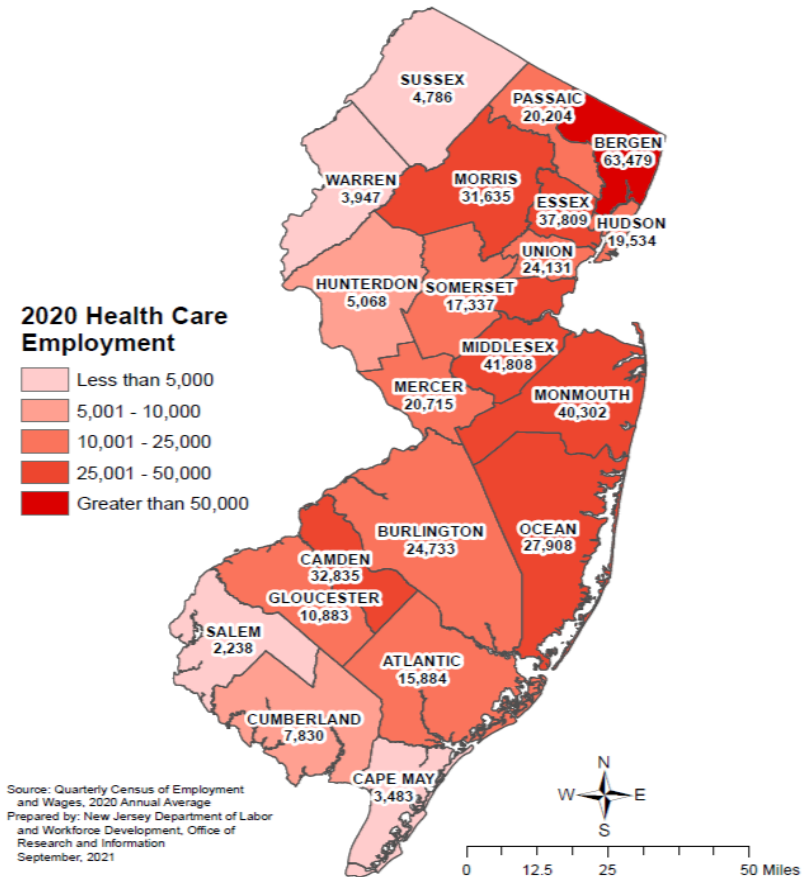 SUSSEX
4,786
PASSAIC
20,204
BERGEN
63,479
WARREN
3,947
MORRIS
31,635
ESSEX
37,809
HUDSON
19,534
UNION
24,131
HUNTERDON
5,068
SOMERSET
17,337
2020 Health Care
Employment
Less than 5,000
5,001 - 10,000
10,001 - 25,000
25,001 - 50,000
Greater than 50,000
MIDDLESEX
41,808
MERCER
20,715
MONMOUTH
40,302
BURLINGTON
24,733
OCEAN
27,908
CAMDEN
32,835
GLOUCESTER
10,883
SALEM
2,238
ATLANTIC
15,884
CUMBERLAND
7,830
CAPE MAY
3,483
Source: Quarterly Census of Employment
and Wages, 2020 Annual Average
Prepared by: New Jersey Department of Labor
and Workforce Development, Office of
Research and Information
September, 2021
N
W E
S
0 12.5 25 50 Miles